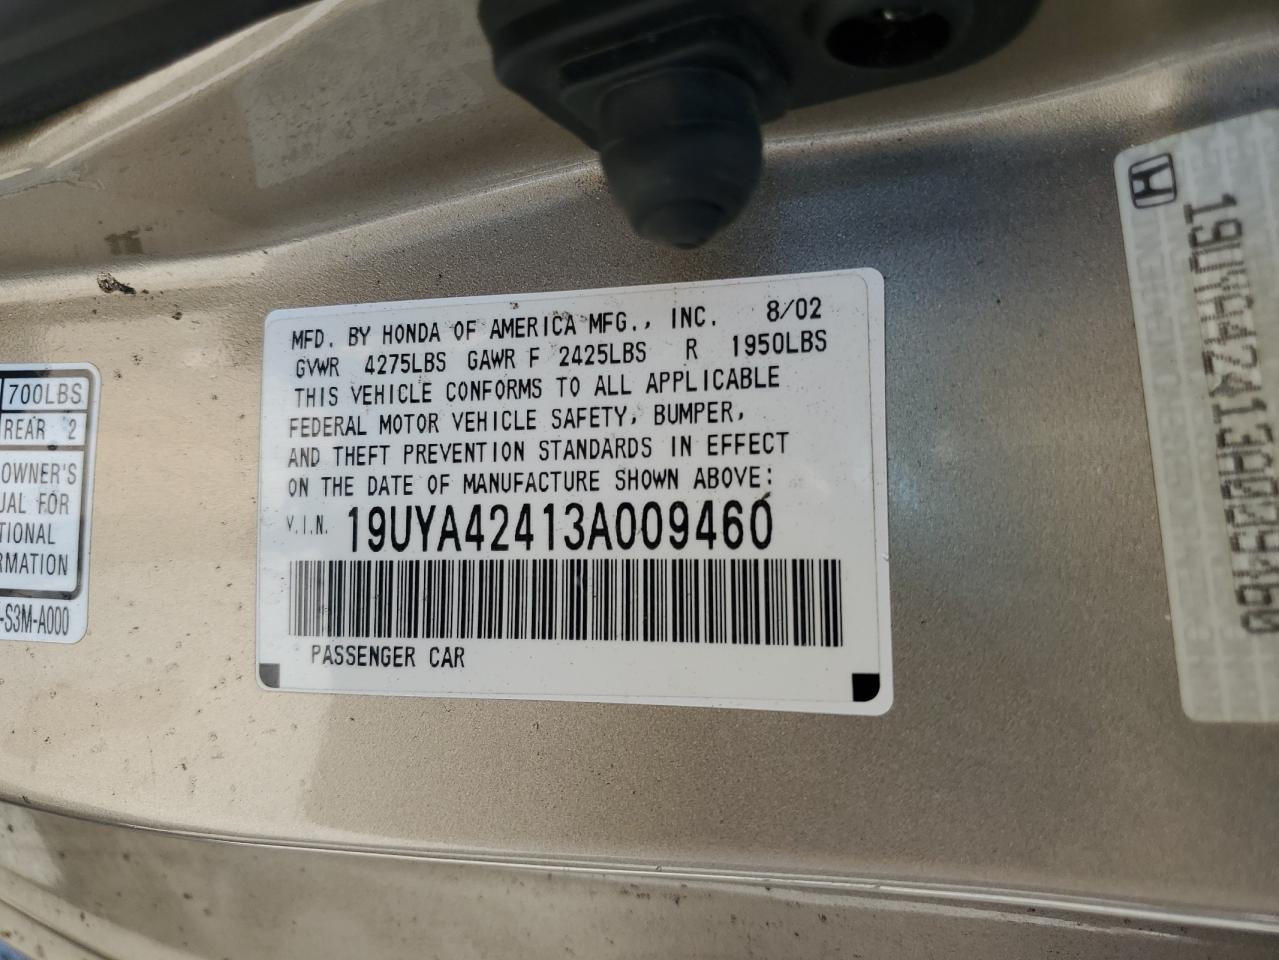 700LBS
REAR 2
OWNER'S
UAL FOR
TIONAL
RMATION
-S3M-A000
MFD. BY HONDA OF AMERICA MFG., INC. 8/02
GVWR 4275LBS GAWR F 2425LBS R 1950LBS
THIS VEHICLE CONFORMS TO ALL APPLICABLE
FEDERAL MOTOR VEHICLE SAFETY, BUMPER,
AND THEFT PREVENTION STANDARDS IN EFFECT
ON THE DATE OF MANUFACTURE SHOWN ABOVE:
V.I.N. 19UYA42413A009460
PASSENGER CAR
19UYA42413A009460